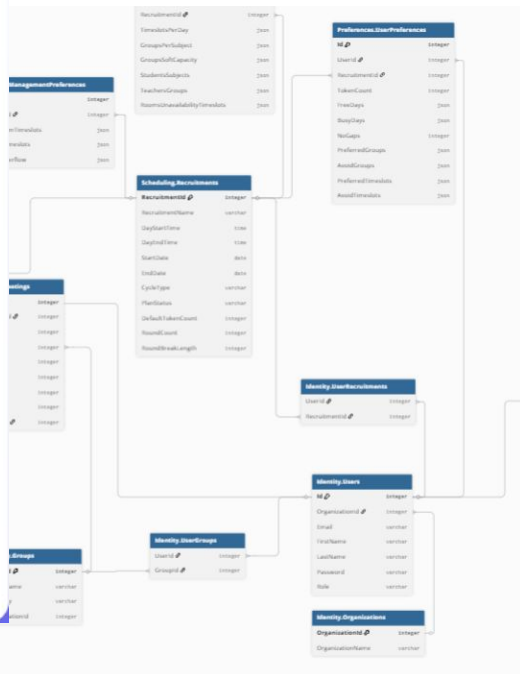 RecruitmentId Integer
TimeslotsPerDay json
GroupsPerSubject json
GroupsSoftCapacity json
StudentsSubjects json
TeachersGroups json
RoomsUnavailabilityTimeslots json
Preferences.UserPreferences
Id Integer
UserId Integer
RecruitmentId Integer
TokenCount Integer
FreeDays json
BusyDays json
NoGaps Integer
PreferredGroups json
AvoidGroups json
PreferredTimeslots json
AvoidTimeslots json
ManagementPreferences
Integer
Integer
json
meslots json
json
Scheduling.Recruitments
RecruitmentId Integer
RecruitmentName varchar
DayStartTime time
DayEndTime time
StartDate date
EndDate date
CycleType varchar
PlanStatus varchar
DefaultTokenCount Integer
RoundCount Integer
RoundBreakLength Integer
eetings
Integer
Integer
Integer
Integer
Integer
Integer
Integer
Integer
Identity.UserRecruitments
UserId Integer
RecruitmentId Integer
Identity.Users
Id Integer
OrganizationId Integer
Email varchar
FirstName varchar
LastName varchar
Password varchar
Role varchar
Identity.UserGroups
UserId Integer
GroupId Integer
.Groups
Integer
ame varchar
y varchar
ationId Integer
Identity.Organizations
OrganizationId Integer
OrganizationName varchar